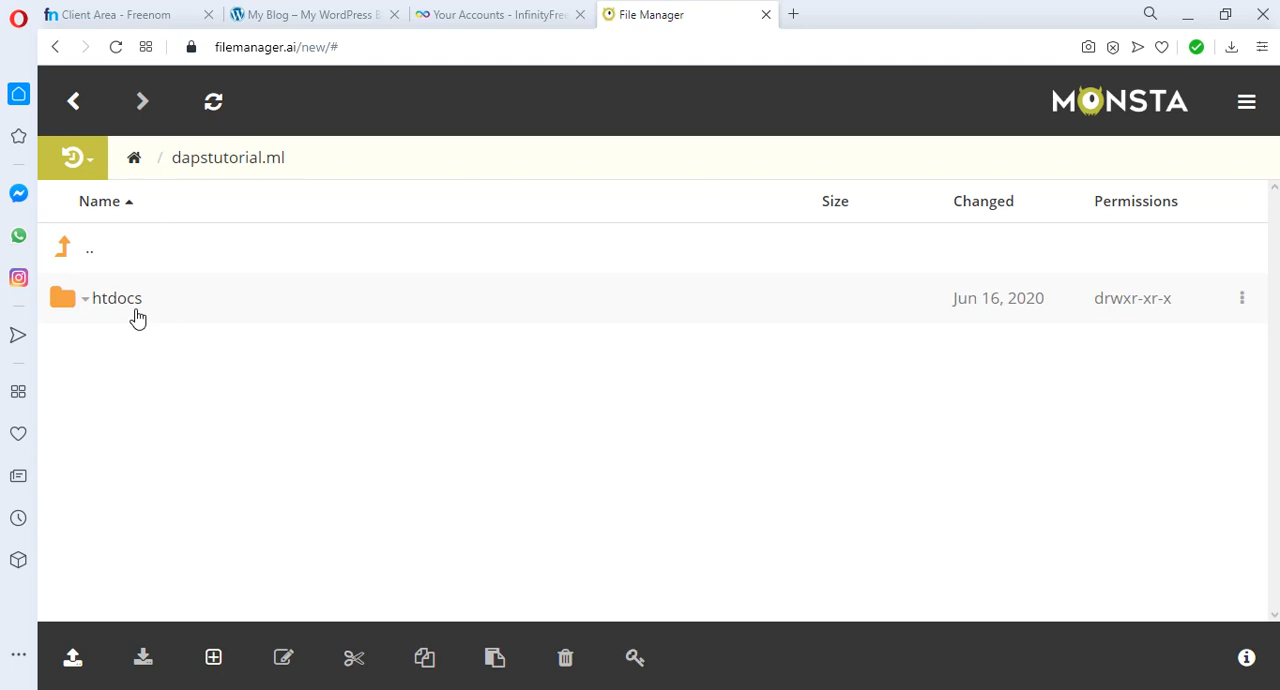 Client Area - Freenom
My Blog – My WordPress B
Your Accounts - InfinityFree
File Manager
filemanager.ai/new/#
MONSTA
/ dapstutorial.ml
Name
Size
Changed
Permissions
..
htdocs
Jun 16, 2020
drwxr-xr-x